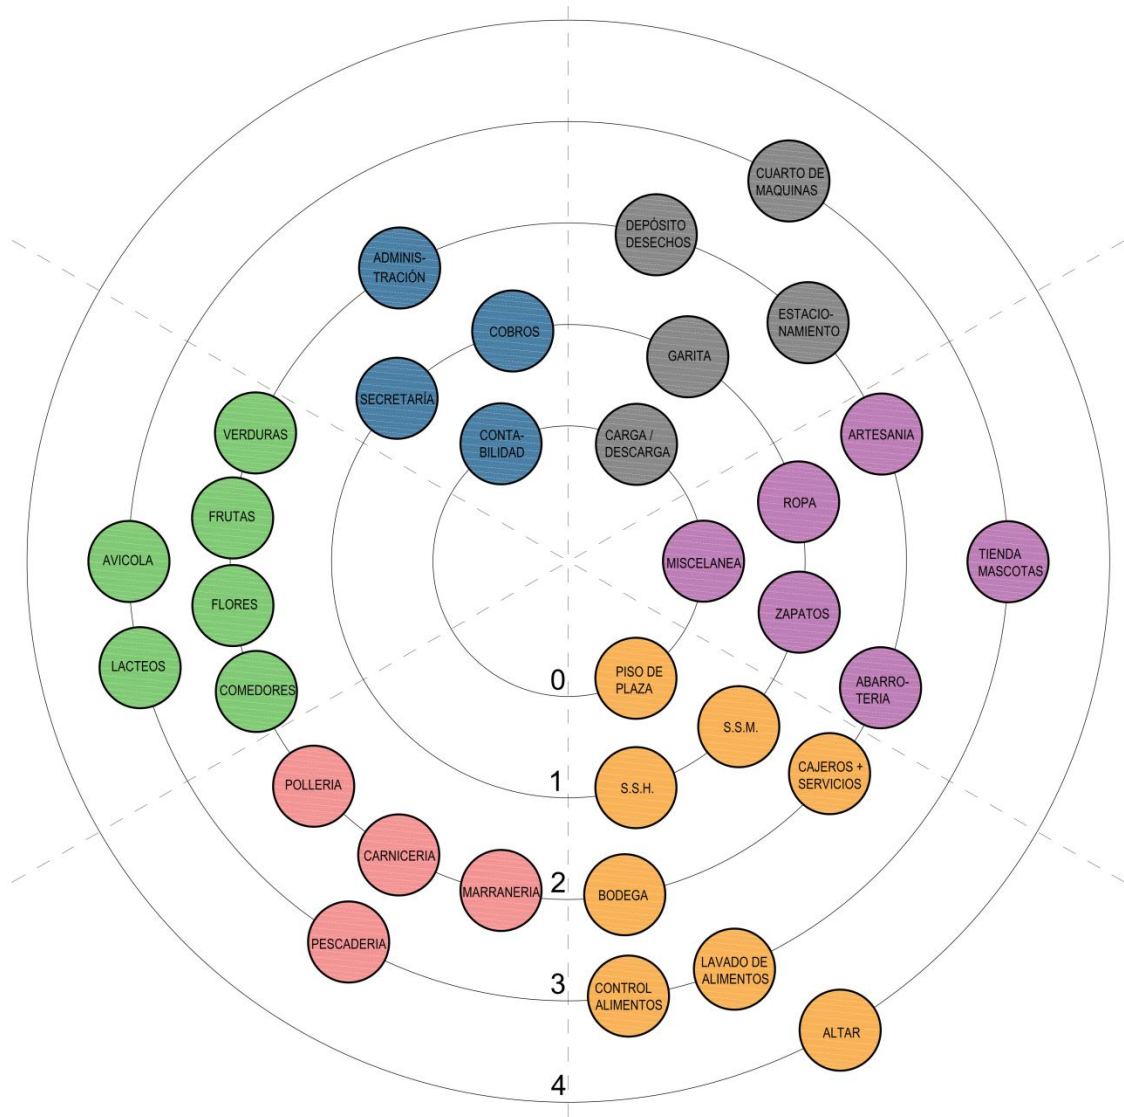 CUARTO DE
MAQUINAS
DEPÓSITO
DESECHOS
ADMINIS-
TRACIÓN
ESTACIO-
NAMIENTO
COBROS
GARITA
SECRETARÍA
CONTA-
BILIDAD
CARGA /
DESCARGA
VERDURAS
ARTESANIA
ROPA
FRUTAS
AVICOLA
MISCELANEA
TIENDA
MASCOTAS
FLORES
ZAPATOS
LACTEOS
COMEDORES
0
PISO DE
PLAZA
ABARRO-
TERIA
S.S.M.
1
S.S.H.
CAJEROS +
SERVICIOS
POLLERIA
CARNICERIA
MARRANERIA
2
BODEGA
PESCADERIA
3
CONTROL
ALIMENTOS
LAVADO DE
ALIMENTOS
ALTAR
4